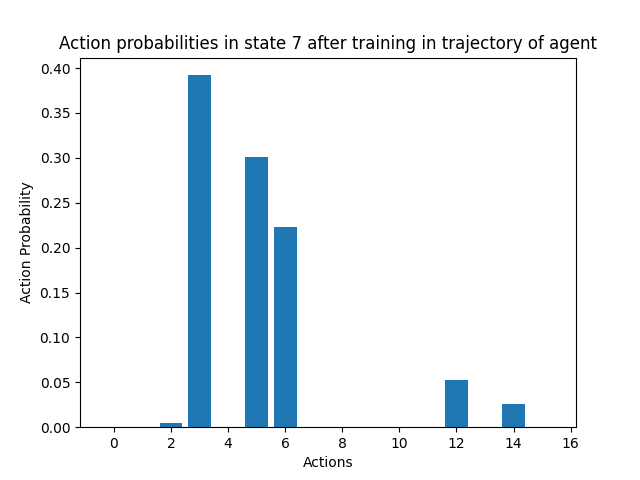 Action probabilities in state 7 after training in trajectory of agent
0.40
0.35
0.30
0.25
0.20
0.15
0.10
0.05
0.00
Action Probability
0 2 4 6 8 10 12 14 16
Actions